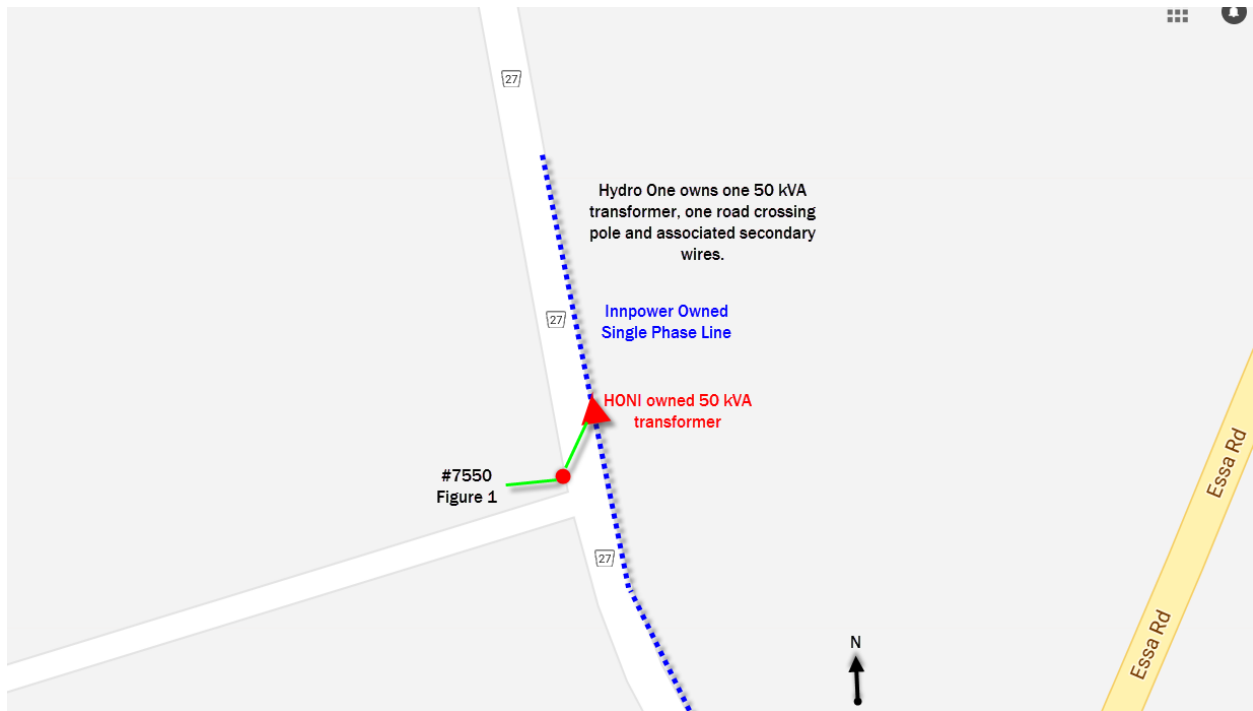 27
Hydro One owns one 50 kVA
transformer, one road crossing
pole and associated secondary
wires.
27
Innpower Owned
Single Phase Line
HONI owned 50 kVA
transformer
#7550
Figure 1
27
Essa Rd
Essa Rd
N